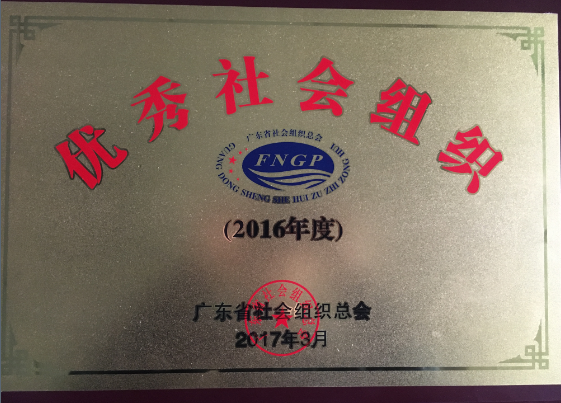 优秀社会组织
广东省社会组织总会
FNGP
GUANG DONG SHENG SHE HUI ZU ZHI ZONG HUI
(2016年度)
广东省社会组织总会
2017年3月